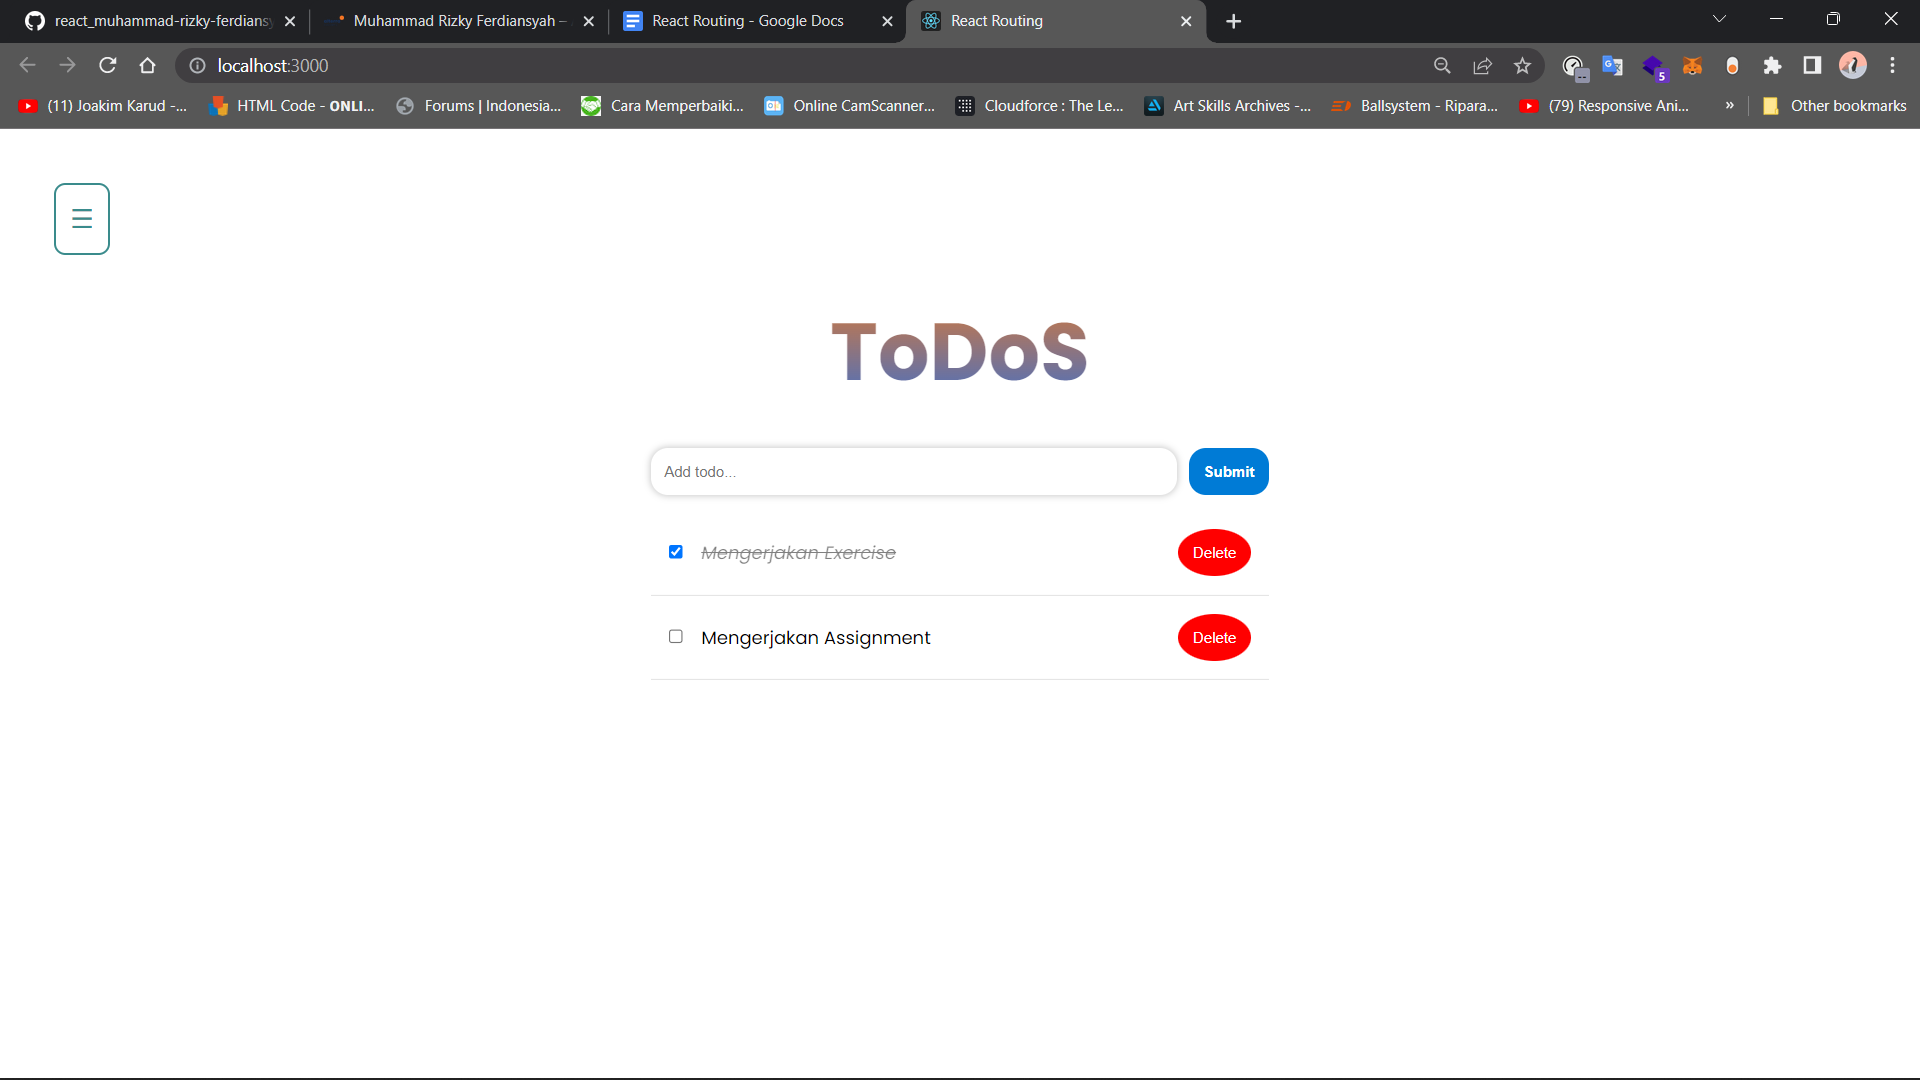 react_muhammad-rizky-ferdiansy
Muhammad Rizky Ferdiansyah –
React Routing - Google Docs
React Routing
localhost:3000
5
(11) Joakim Karud -...
HTML Code - ONLI...
Forums | Indonesia...
Cara Memperbaiki...
Online CamScanner...
Cloudforce : The Le...
Art Skills Archives -...
Ballsystem - Ripara...
(79) Responsive Ani...
»
Other bookmarks
ToDoS
Add todo...
Submit
Mengerjakan Exercise
Delete
Mengerjakan Assignment
Delete